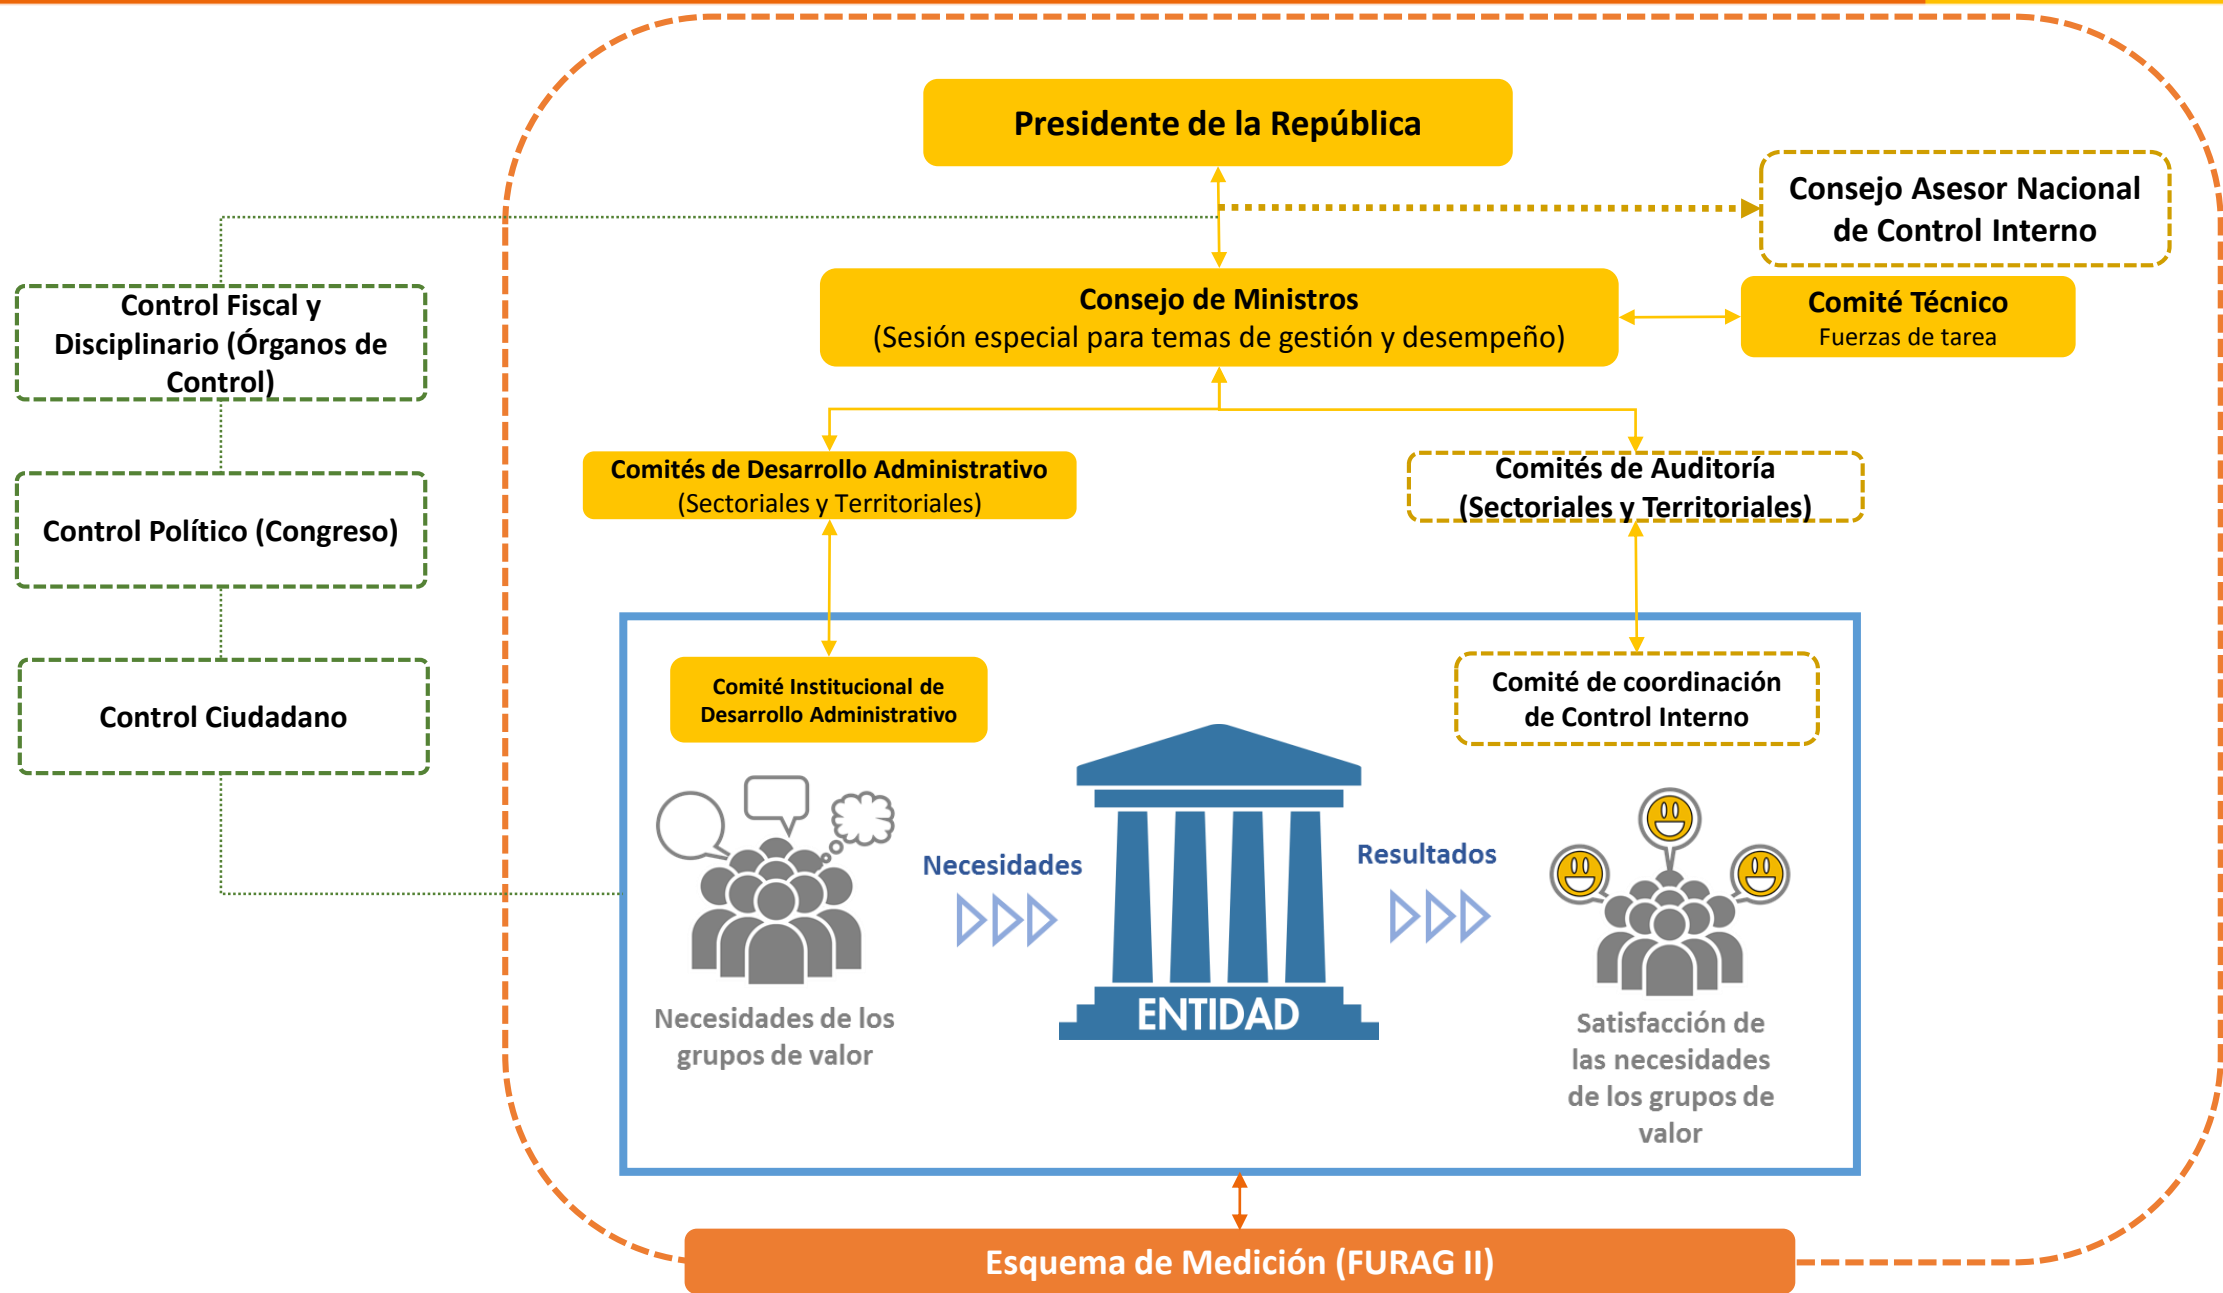 Presidente de la República
Consejo Asesor Nacional
de Control Interno
Control Fiscal y
Disciplinario (Órganos de
Control)
Consejo de Ministros
(Sesión especial para temas de gestión y desempeño)
Comité Técnico
Fuerzas de tarea
Comités de Desarrollo Administrativo
(Sectoriales y Territoriales)
Comités de Auditoría
(Sectoriales y Territoriales)
Control Político (Congreso)
Comité Institucional de
Desarrollo Administrativo
Comité de coordinación
de Control Interno
Control Ciudadano
Necesidades
Resultados
ENTIDAD
Necesidades de los
grupos de valor
Satisfacción de
las necesidades
de los grupos de
valor
Esquema de Medición (FURAG II)